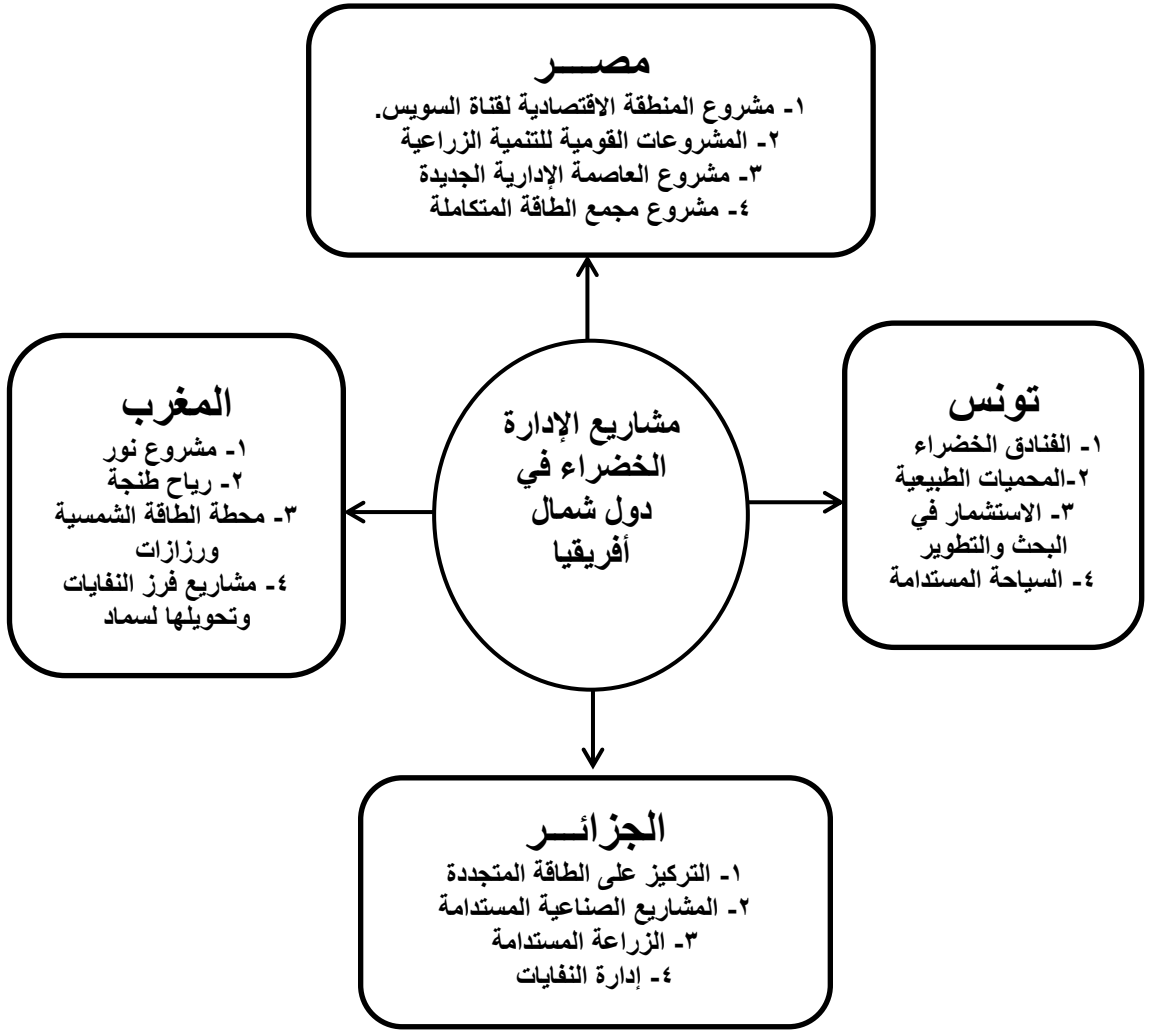 مصـــر
١- مشروع المنطقة الاقتصادية لقناة السويس.
٢- المشروعات القومية للتنمية الزراعية
٣- مشروع العاصمة الإدارية الجديدة
٤- مشروع مجمع الطاقة المتكاملة
تونس
١- الفنادق الخضراء
٢-المحميات الطبيعية
٣- الاستشمار في
البحث والتطوير
٤- السياحة المستدامة
مشاريع الإدارة
الخضراء في
دول شمال
أفريقيا
المغرب
١- مشروع نور
٢- رياح طنجة
٣- محطة الطاقة الشمسية
ورزازات
٤- مشاريع فرز النفايات
وتحويلها لسماد
الجزائـــر
١- التركيز على الطاقة المتجددة
٢- المشاريع الصناعية المستدامة
٣- الزراعة المستدامة
٤- إدارة النفايات